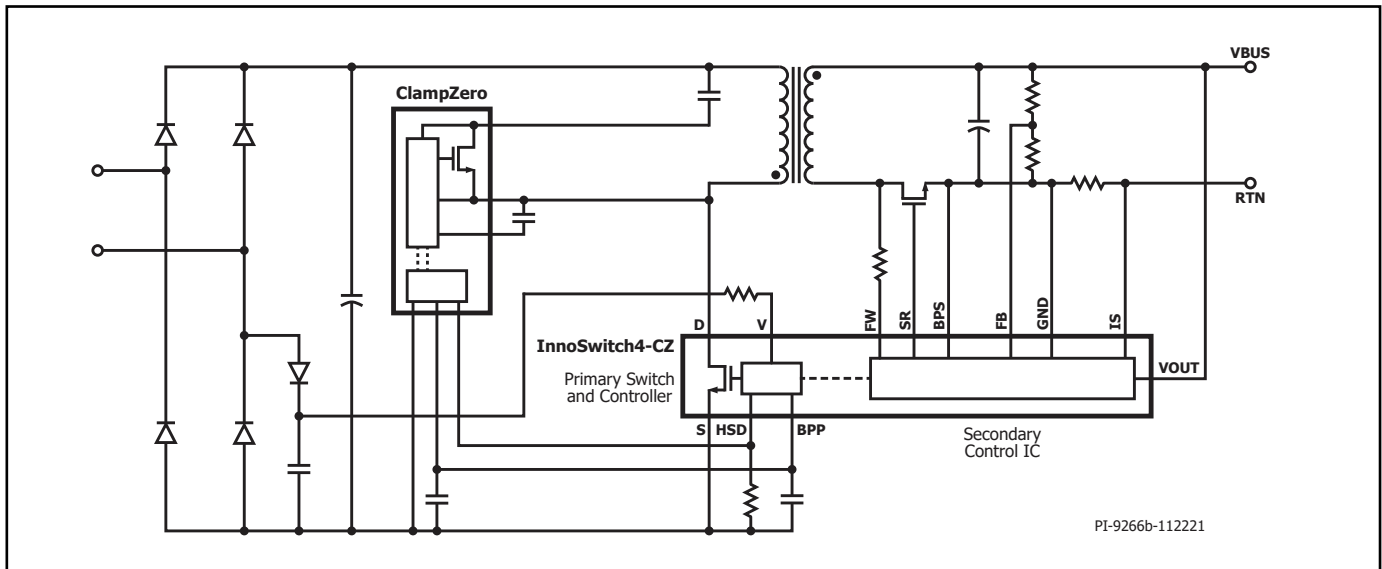 VBUS
ClampZero
RTN
D
V
FW
SR
BPS
FB
GND
IS
InnoSwitch4-CZ
VOUT
Primary Switch
and Controller
S
HSD
BPP
Secondary
Control IC
PI-9266b-112221